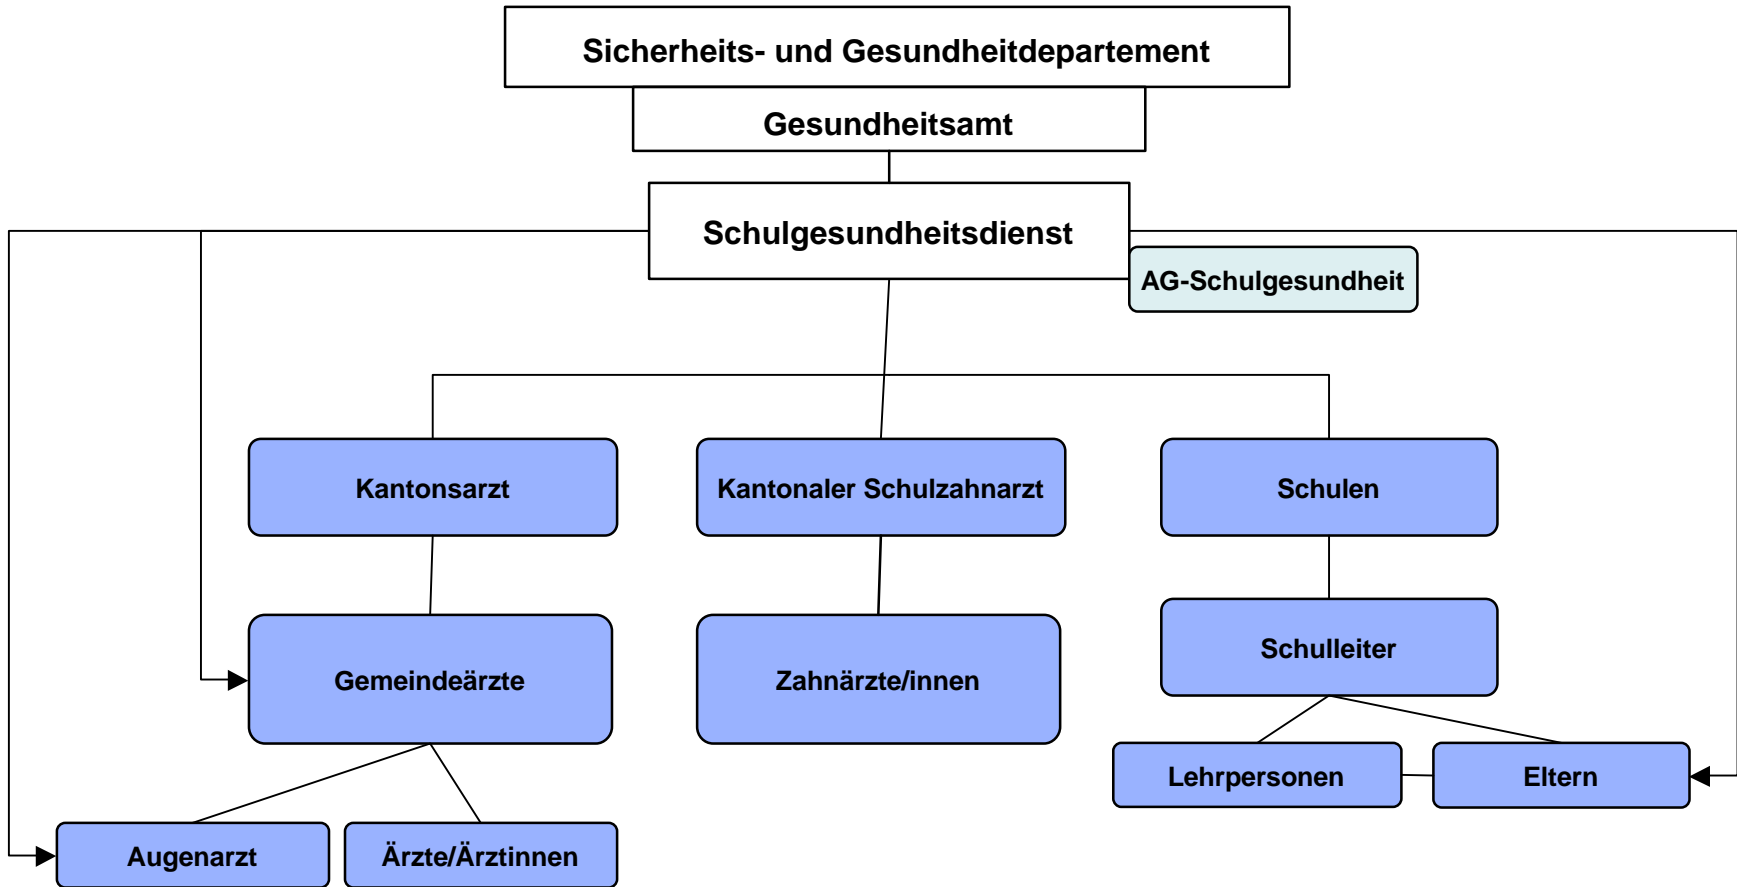 Sicherheits- und Gesundheitdepartement
Gesundheitsamt
Schulgesundheitsdienst
AG-Schulgesundheit
Kantonsarzt
Kantonaler Schulzahnarzt
Schulen
Gemeindeärzte
Zahnärzte/innen
Schulleiter
Lehrpersonen
Eltern
Augenarzt
Ärzte/Ärztinnen